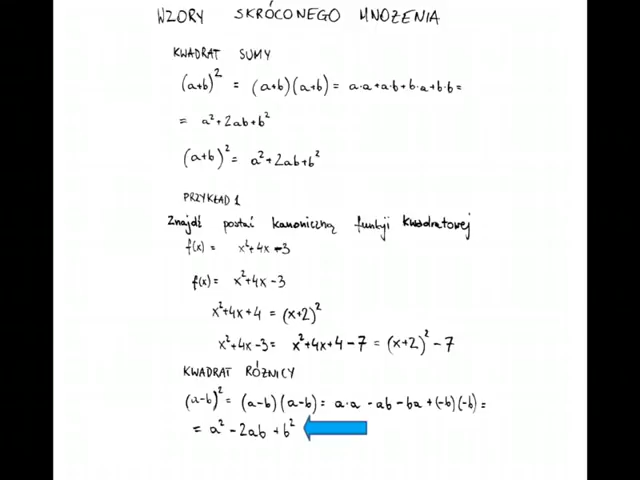 WZORY SKRÓCONEGO MNOŻENIA
KWADRAT SUMY
(a+b)² = (a+b)(a+b) = a·a+a·b+b·a+b·b=
= a²+2ab+b²
(a+b)² = a²+2ab+b²
PRZYKŁAD 1
Znajdź postać kanoniczną funkji kwadratowej
f(x) = x²+4x-3
f(x) = x²+4x-3
x²+4x+4 = (x+2)²
x²+4x-3 = x²+4x+4-7 = (x+2)²-7
KWADRAT RÓŻNICY
(a-b)² = (a-b)(a-b) = a·a - ab - ba + (-b)(-b) =
= a² - 2ab + b²